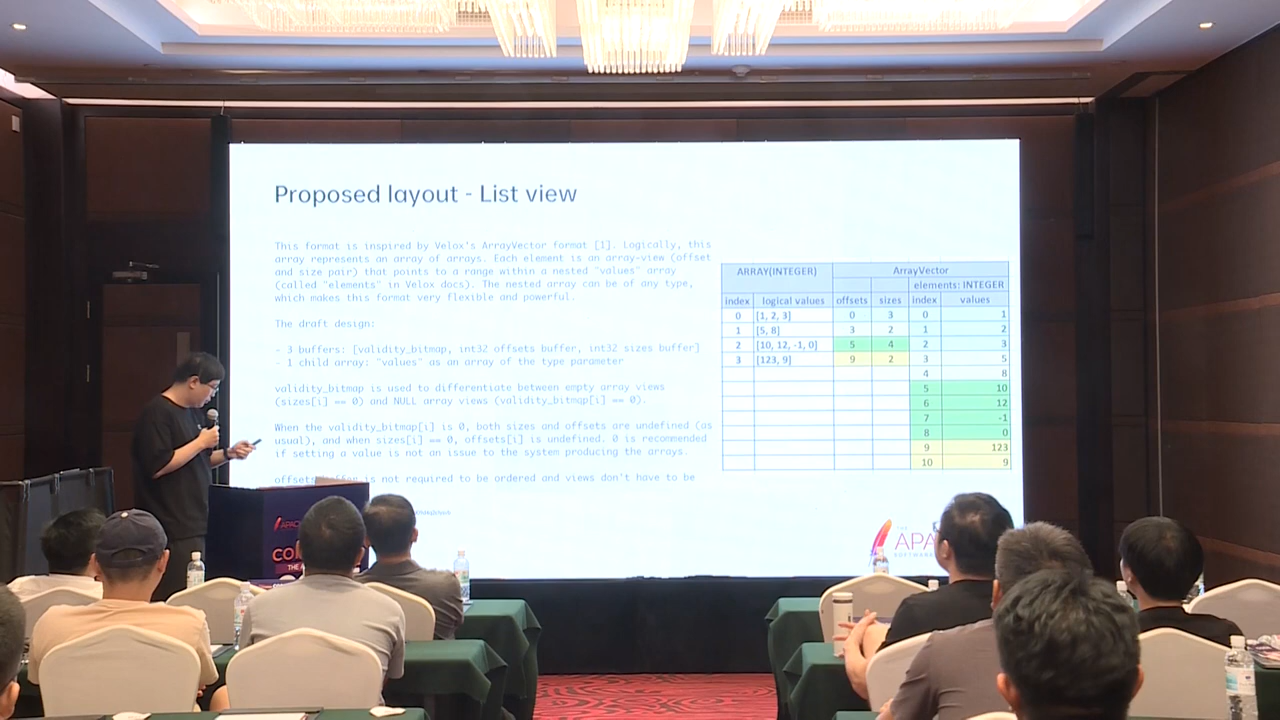 Proposed layout - List view
This format is inspired by Velox's ArrayVector format [1]. Logically, this
array represents an array of arrays. Each element is an array-view (offset
and size pair) that points to a range within a nested "values" array
(called "elements" in Velox docs). The nested array can be of any type,
which makes this format very flexible and powerful.
The draft design:
- 3 buffers: [validity_bitmap, int32 offsets buffer, int32 sizes buffer]
- 1 child array: "values" as an array of the type parameter
validity_bitmap is used to differentiate between empty array views
(sizes[i] == 0) and NULL array views (validity_bitmap[i] == 0).
When the validity_bitmap[i] is 0, both sizes and offsets are undefined (as
usual), and when sizes[i] == 0, offsets[i] is undefined. 0 is recommended
if setting a value is not an issue to the system producing the arrays.
is not required to be ordered and views don't have to be
ARRAY(INTEGER) ArrayVector
elements: INTEGER
index logical values offsets sizes index values
0 [1, 2, 3] 0 3 0 1
1 [5, 8] 3 2 1 2
2 [10, 12, -1, 0] 5 4 2 3
3 [123, 9] 9 2 3 5
4 8
5 10
6 12
7 -1
8 0
9 123
10 9
THE
APA
SOFTWARE
APAC
CO
THE A